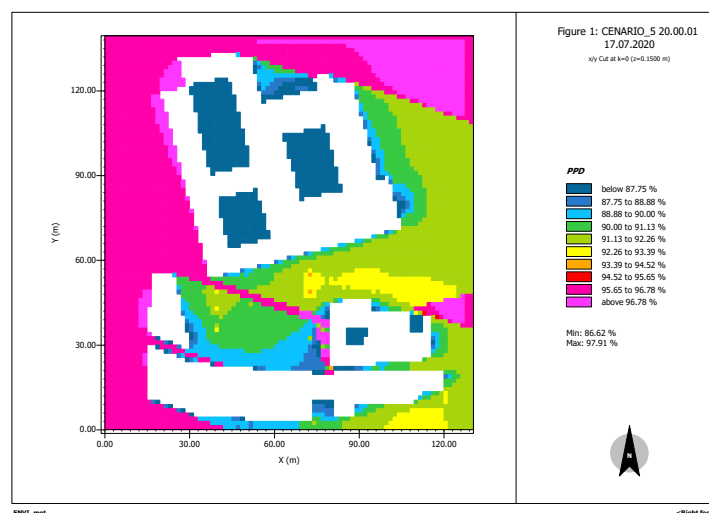 Figure 1: CENARIO_5 20.00.01
17.07.2020
x/y Cut at k=0 (z=0.1500 m)
120.00
90.00
60.00
30.00
0.00
Y (m)
0.00 30.00 60.00 90.00 120.00
X (m)
PPD
below 87.75 %
87.75 to 88.88 %
88.88 to 90.00 %
90.00 to 91.13 %
91.13 to 92.26 %
92.26 to 93.39 %
93.39 to 94.52 %
94.52 to 95.65 %
95.65 to 96.78 %
above 96.78 %
Min: 86.62 %
Max: 97.91 %
N
ENVI_met